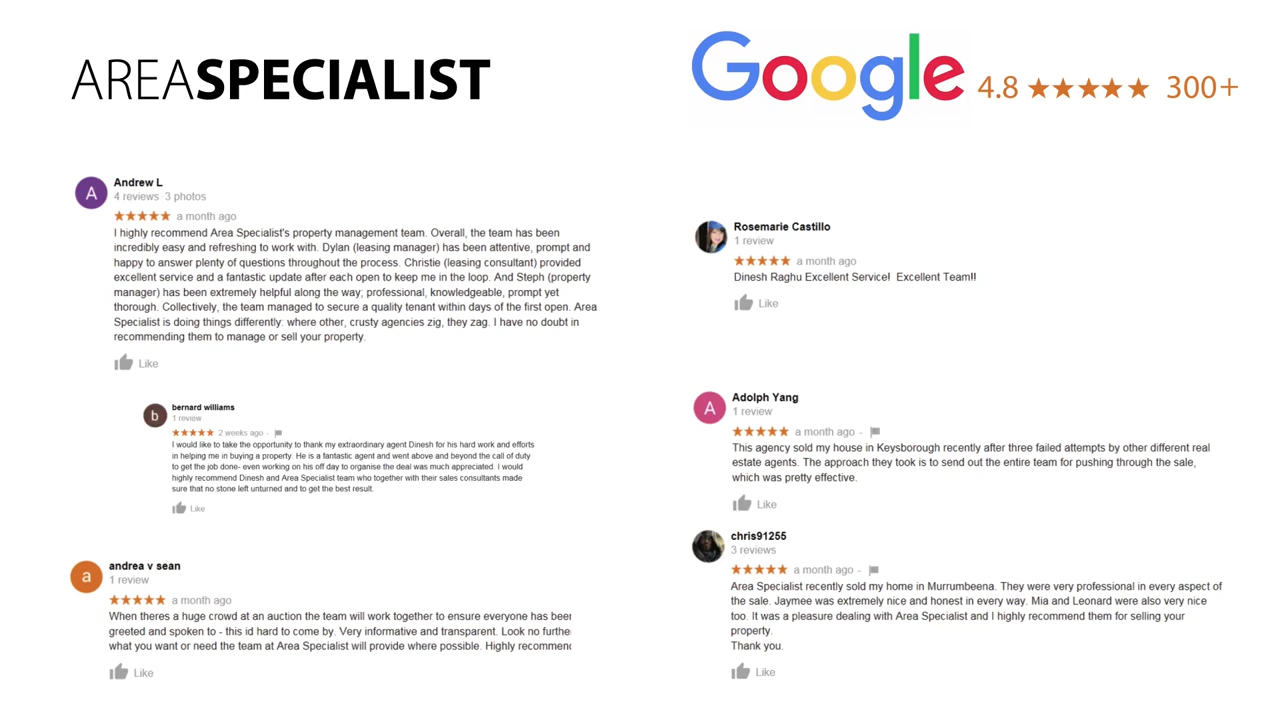 AREASPECIALIST
Google 4.8 ★★★★★ 300+
A
Andrew L
4 reviews 3 photos
★★★★★ a month ago
I highly recommend Area Specialist's property management team. Overall, the team has been
incredibly easy and refreshing to work with. Dylan (leasing manager) has been attentive, prompt and
happy to answer plenty of questions throughout the process. Christie (leasing consultant) provided
excellent service and a fantastic update after each open to keep me in the loop. And Steph (property
manager) has been extremely helpful along the way; professional, knowledgeable, prompt yet
thorough. Collectively, the team managed to secure a quality tenant within days of the first open. Area
Specialist is doing things differently: where other, crusty agencies zig, they zag. I have no doubt in
recommending them to manage or sell your property.
Like
b
bernard williams
1 review
★★★★★ 2 weeks ago -
I would like to take the opportunity to thank my extraordinary agent Dinesh for his hard work and efforts
in helping me in buying a property. He is a fantastic agent and went above and beyond the call of duty
to get the job done- even working on his off day to organise the deal was much appreciated. I would
highly recommend Dinesh and Area Specialist team who together with their sales consultants made
sure that no stone left unturned and to get the best result.
Like
a
andrea v sean
1 review
★★★★★ a month ago
When theres a huge crowd at an auction the team will work together to ensure everyone has been
greeted and spoken to - this id hard to come by. Very informative and transparent. Look no furthe
what you want or need the team at Area Specialist will provide where possible. Highly recommend
Like
Rosemarie Castillo
1 review
★★★★★ a month ago
Dinesh Raghu Excellent Service! Excellent Team!!
Like
A
Adolph Yang
1 review
★★★★★ a month ago -
This agency sold my house in Keysborough recently after three failed attempts by other different real
estate agents. The approach they took is to send out the entire team for pushing through the sale,
which was pretty effective.
Like
chris91255
3 reviews
★★★★★ a month ago -
Area Specialist recently sold my home in Murrumbeena. They were very professional in every aspect of
the sale. Jaymee was extremely nice and honest in every way. Mia and Leonard were also very nice
too. It was a pleasure dealing with Area Specialist and I highly recommend them for selling your
property.
Thank you.
Like